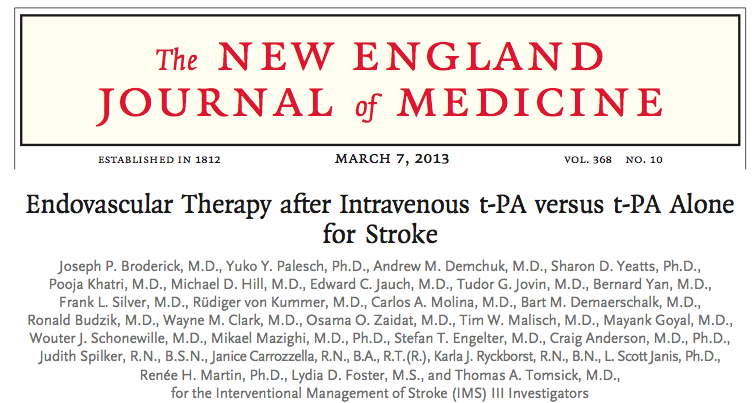 The NEW ENGLAND
JOURNAL of MEDICINE
ESTABLISHED IN 1812 MARCH 7, 2013 VOL. 368 NO. 10
Endovascular Therapy after Intravenous t-PA versus t-PA Alone
for Stroke
Joseph P. Broderick, M.D., Yuko Y. Palesch, Ph.D., Andrew M. Demchuk, M.D., Sharon D. Yeatts, Ph.D.,
Pooja Khatri, M.D., Michael D. Hill, M.D., Edward C. Jauch, M.D., Tudor G. Jovin, M.D., Bernard Yan, M.D.,
Frank L. Silver, M.D., Rüdiger von Kummer, M.D., Carlos A. Molina, M.D., Bart M. Demaerschalk, M.D.,
Ronald Budzik, M.D., Wayne M. Clark, M.D., Osama O. Zaidat, M.D., Tim W. Malisch, M.D., Mayank Goyal, M.D.,
Wouter J. Schonewille, M.D., Mikael Mazighi, M.D., Ph.D., Stefan T. Engelter, M.D., Craig Anderson, M.D., Ph.D.,
Judith Spilker, R.N., B.S.N., Janice Carrozzella, R.N., B.A., R.T.(R.), Karla J. Ryckborst, R.N., B.N., L. Scott Janis, Ph.D.,
Renée H. Martin, Ph.D., Lydia D. Foster, M.S., and Thomas A. Tomsick, M.D.,
for the Interventional Management of Stroke (IMS) III Investigators